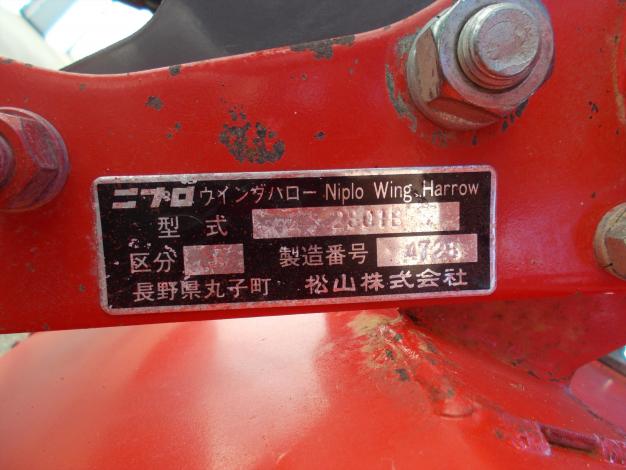 ニプロ ウイングハロー Niplo Wing Harrow
型式
区分 製造番号 4728
長野県丸子町 松山株式会社